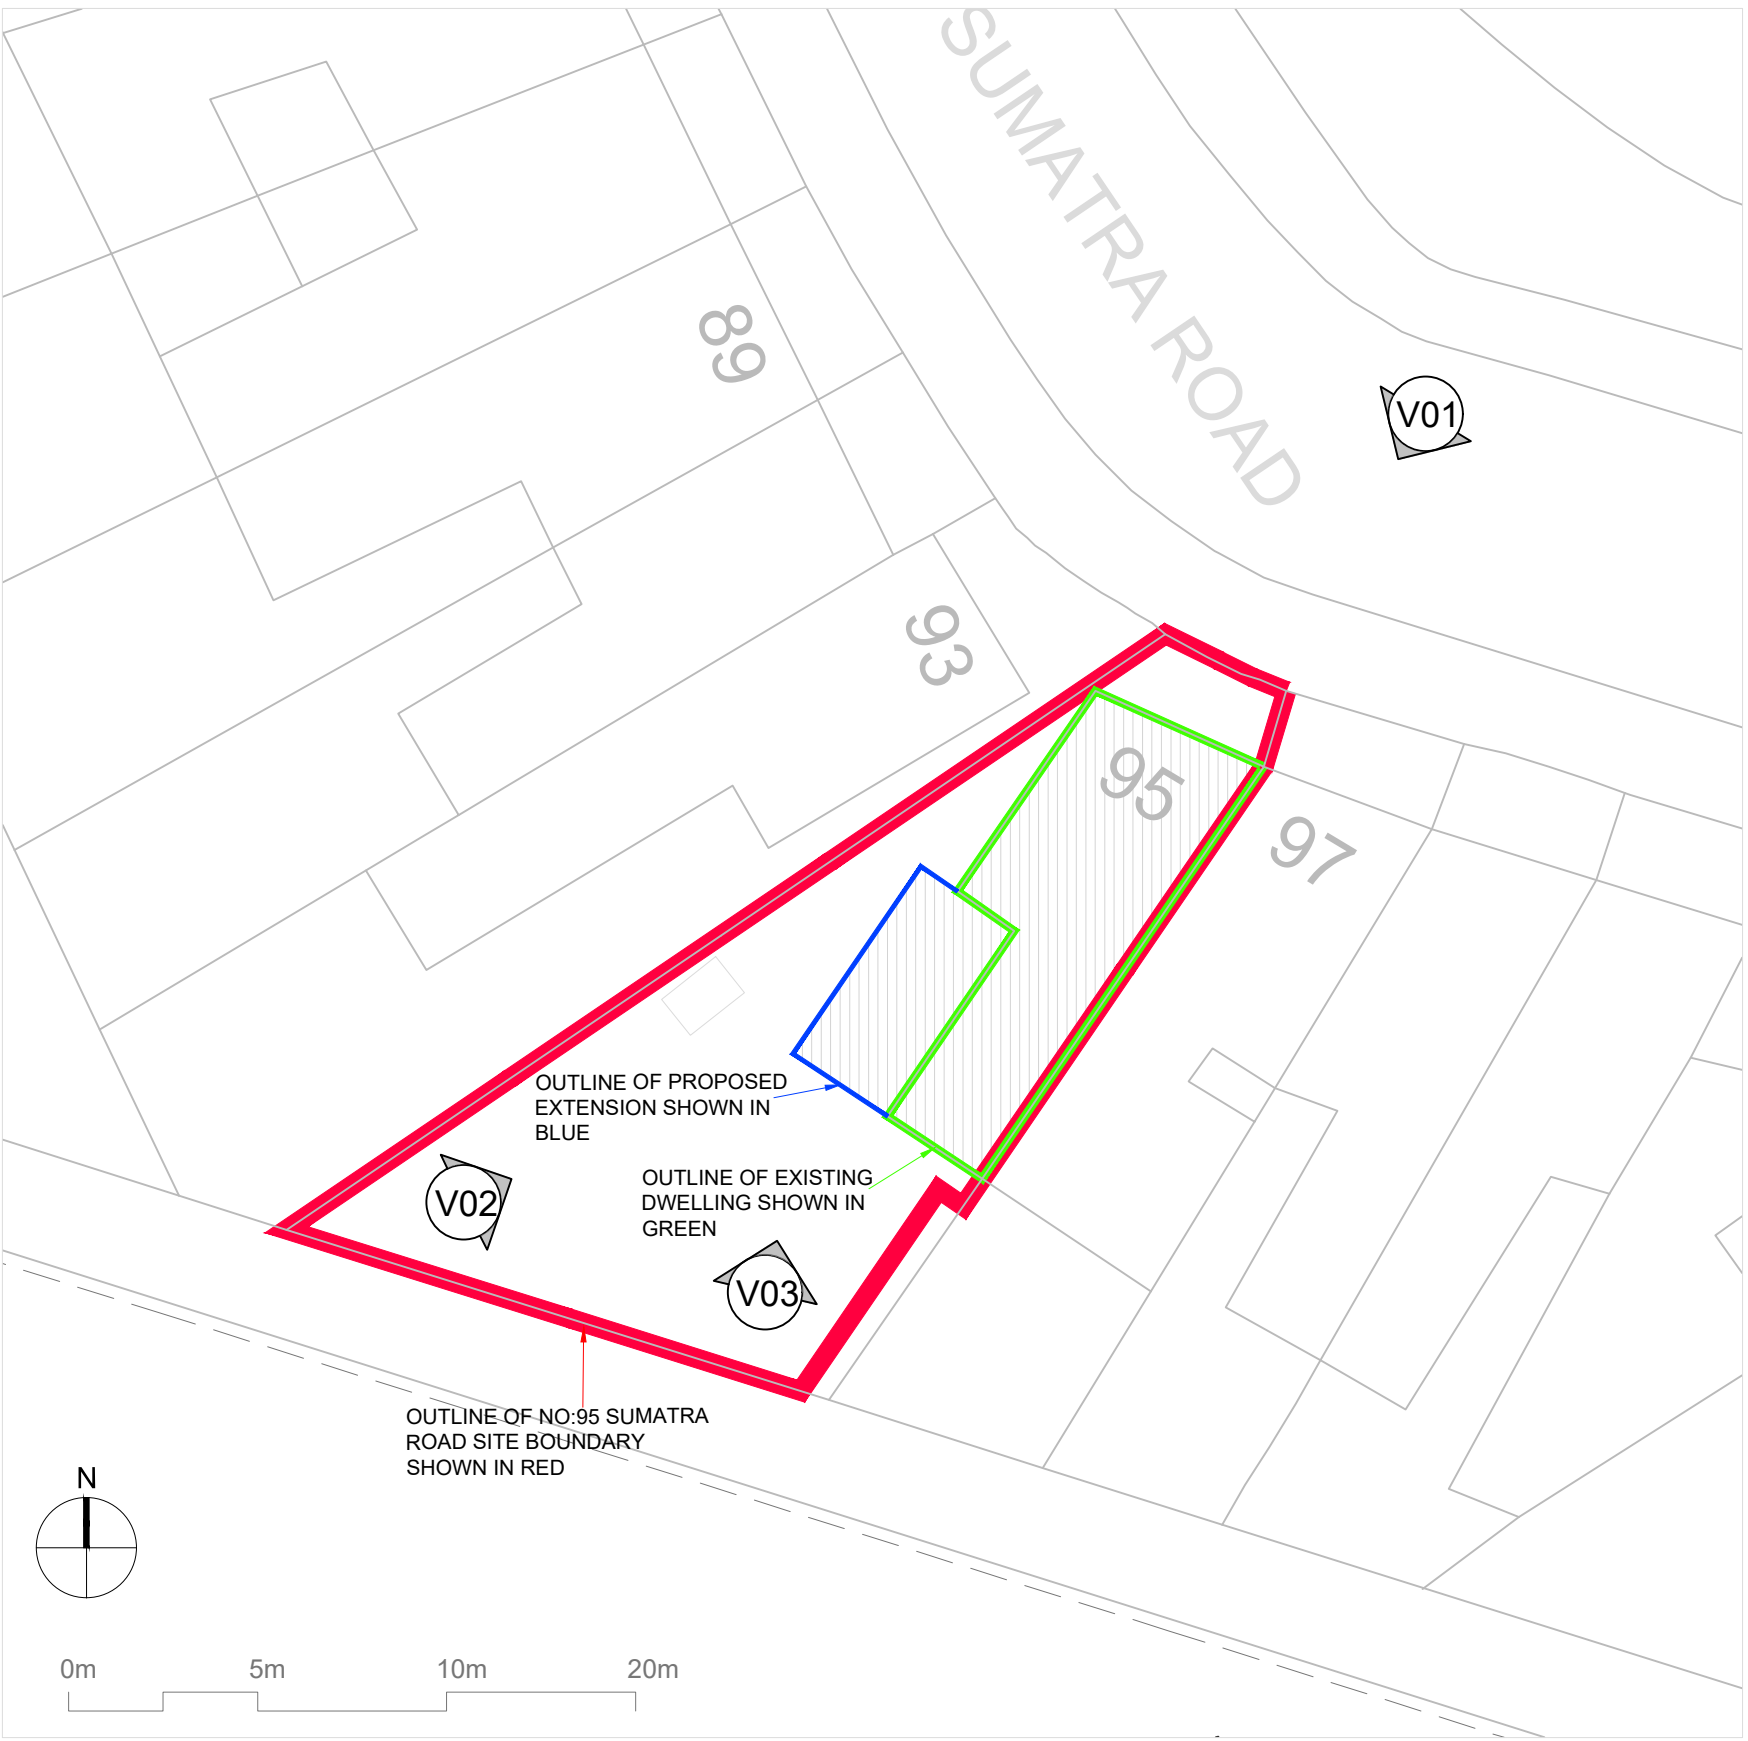 SUMATRA ROAD
89
V01
93
95
97
OUTLINE OF PROPOSED
EXTENSION SHOWN IN
BLUE
OUTLINE OF EXISTING
DWELLING SHOWN IN
GREEN
V02
V03
OUTLINE OF NO:95 SUMATRA
ROAD SITE BOUNDARY
SHOWN IN RED
N
0m 5m 10m 20m